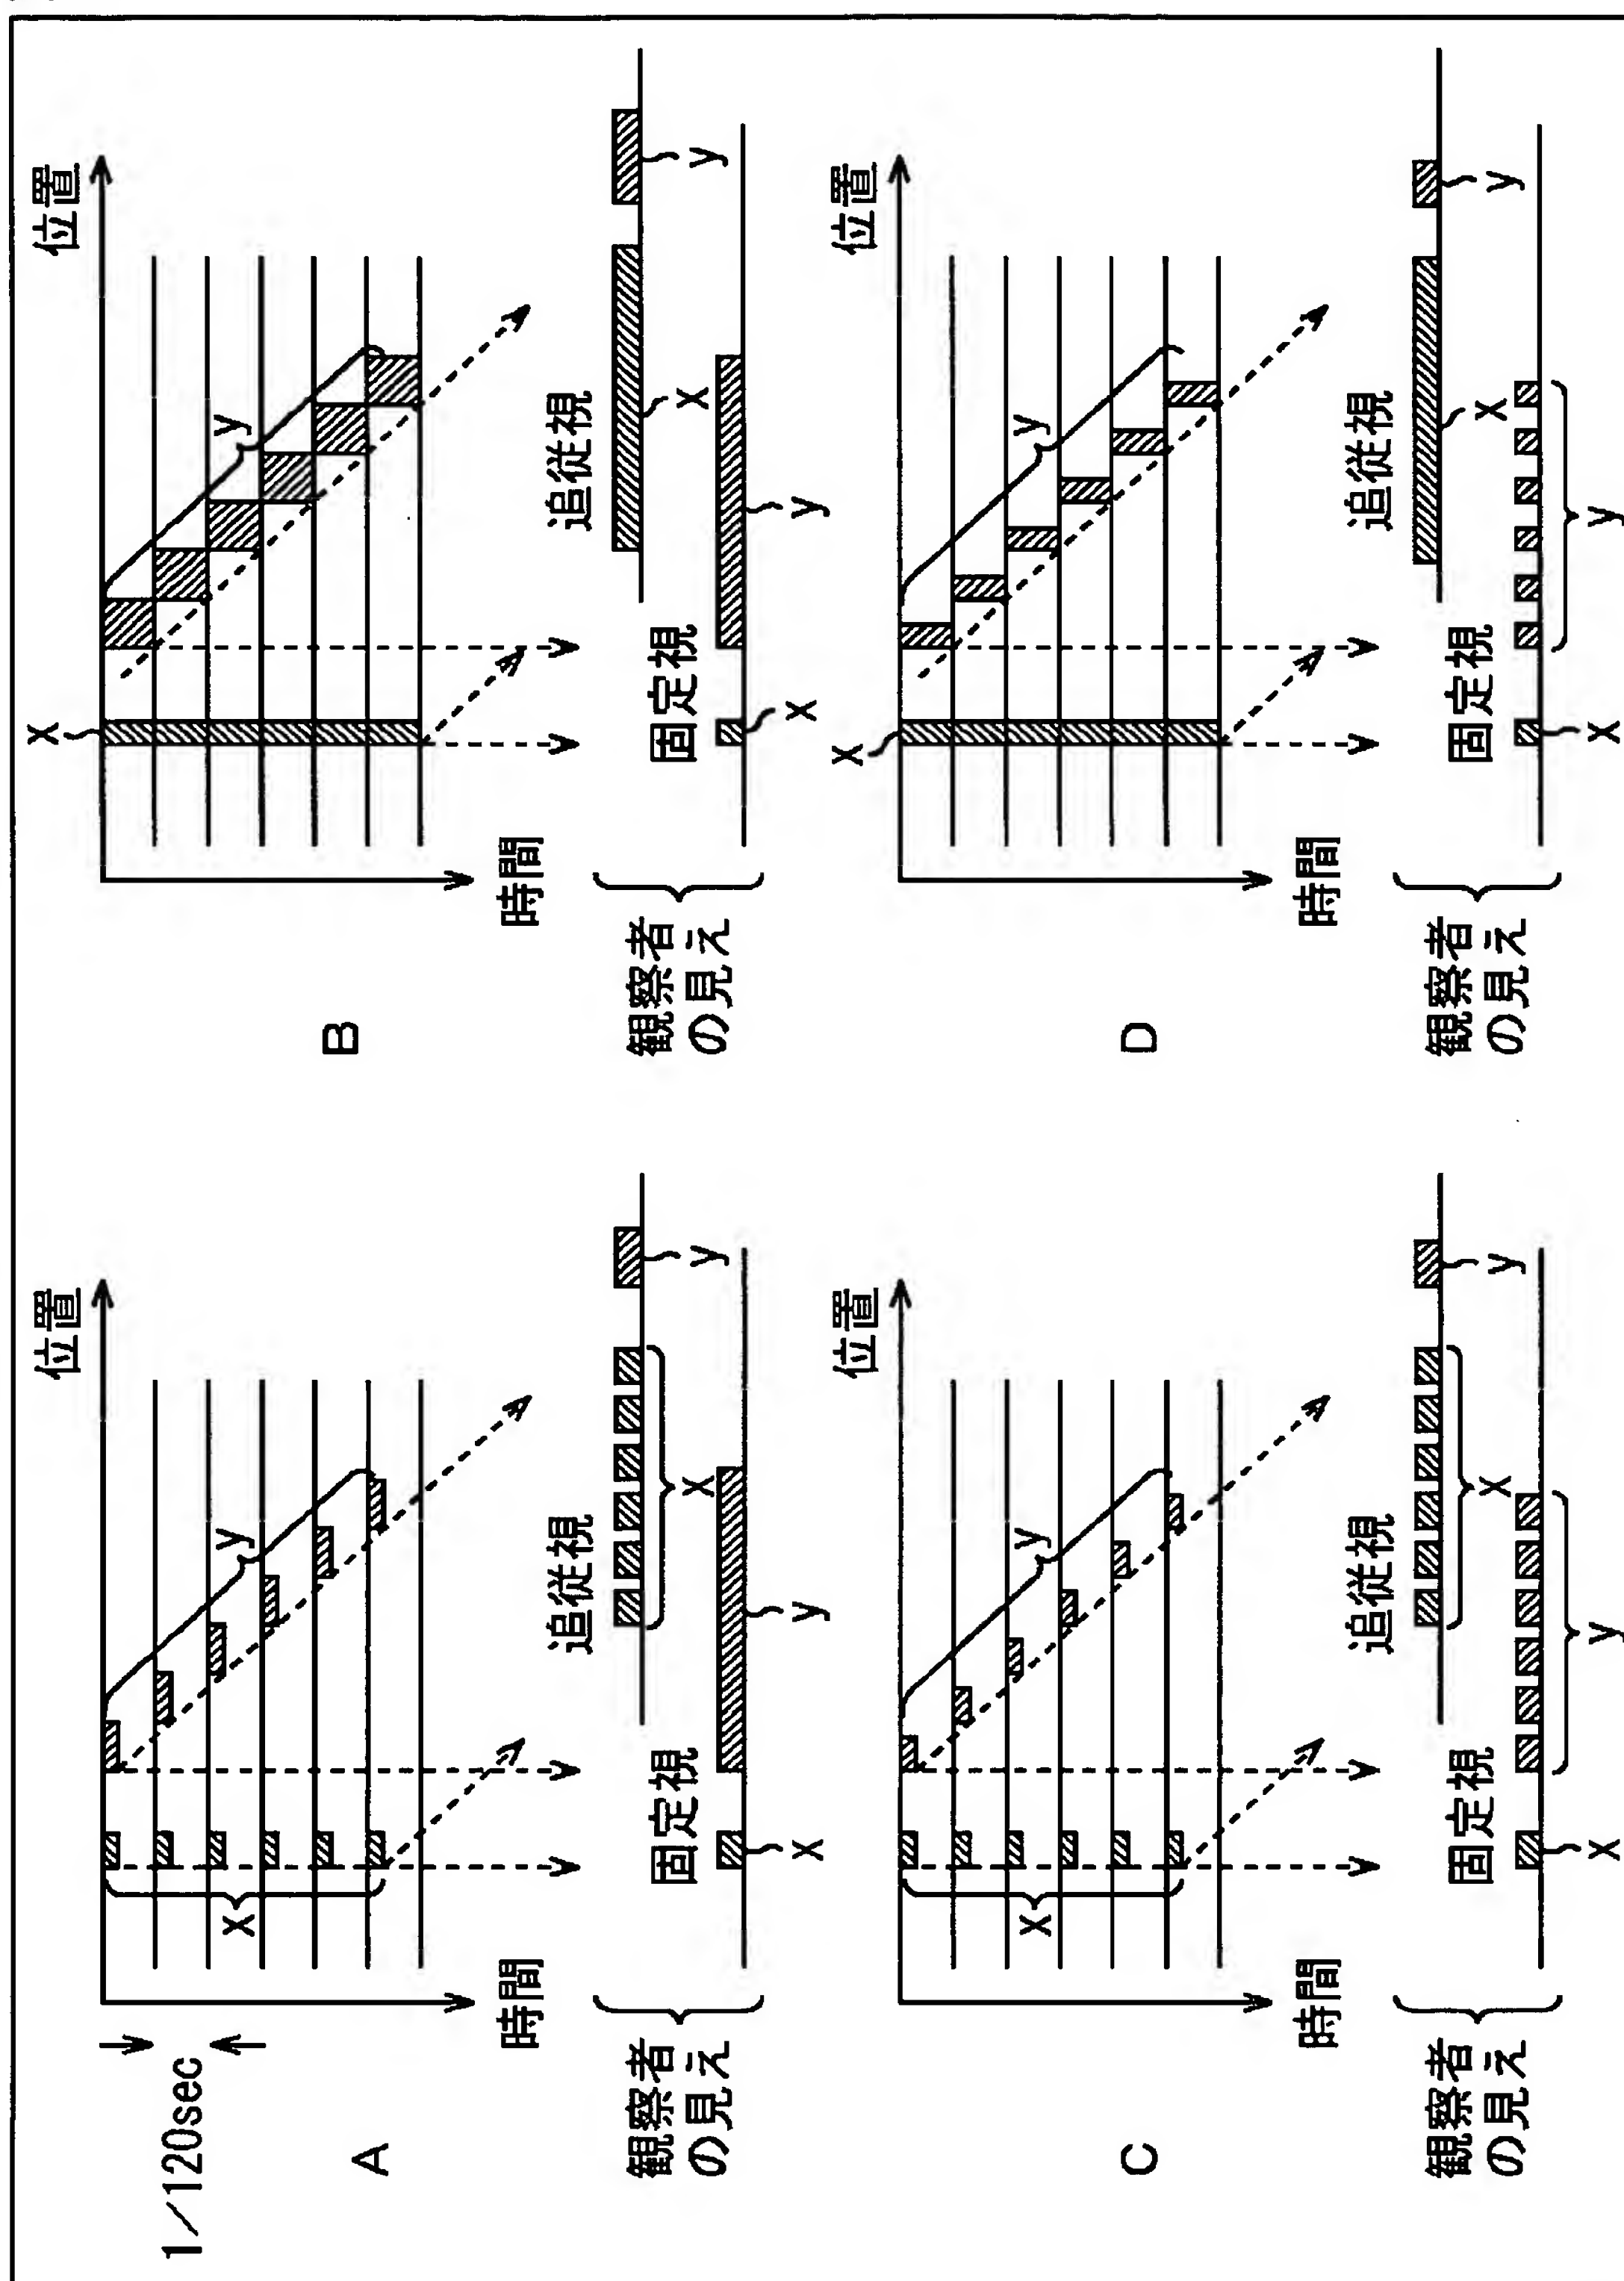 A
1/120sec
位置
時間
x
y
観察者
の見え
追従視
x
y
固定視
x
y
B
位置
時間
x
y
観察者
の見え
追従視
x
y
固定視
x
y
C
位置
時間
x
y
観察者
の見え
追従視
x
y
固定視
x
y
D
位置
時間
x
y
観察者
の見え
追従視
x
y
固定視
x
y